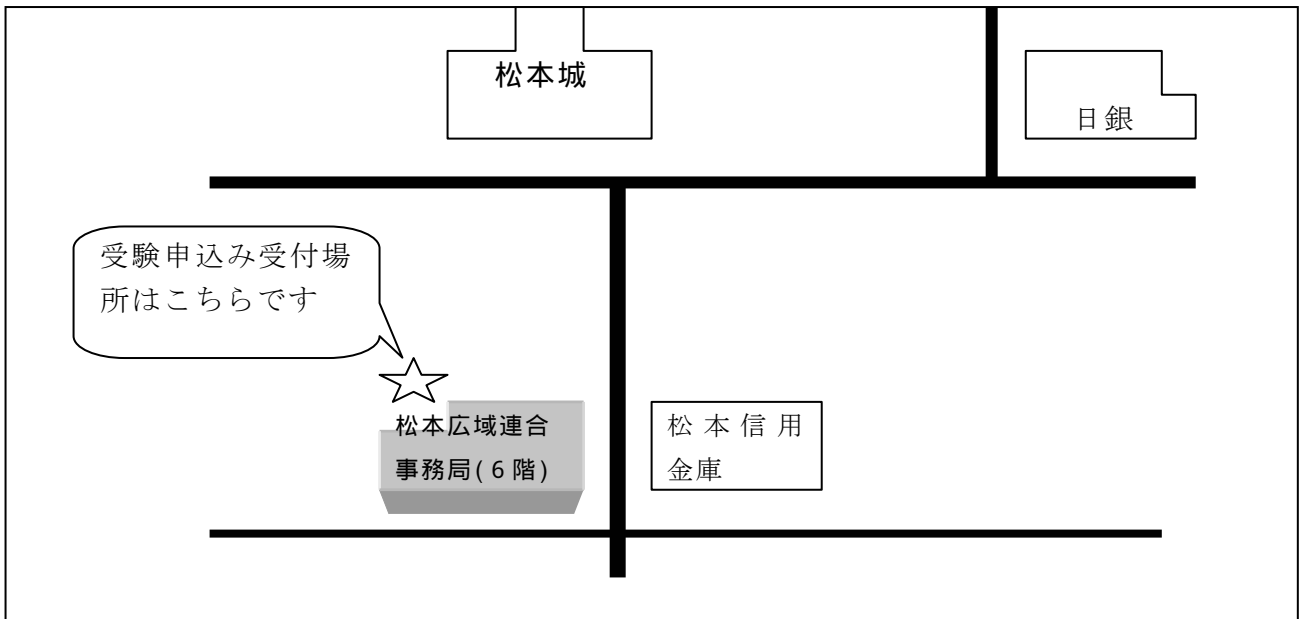 松本城
日銀
受験申込み受付場
所はこちらです
松本広域連合
事務局(6階)
松本信用
金庫